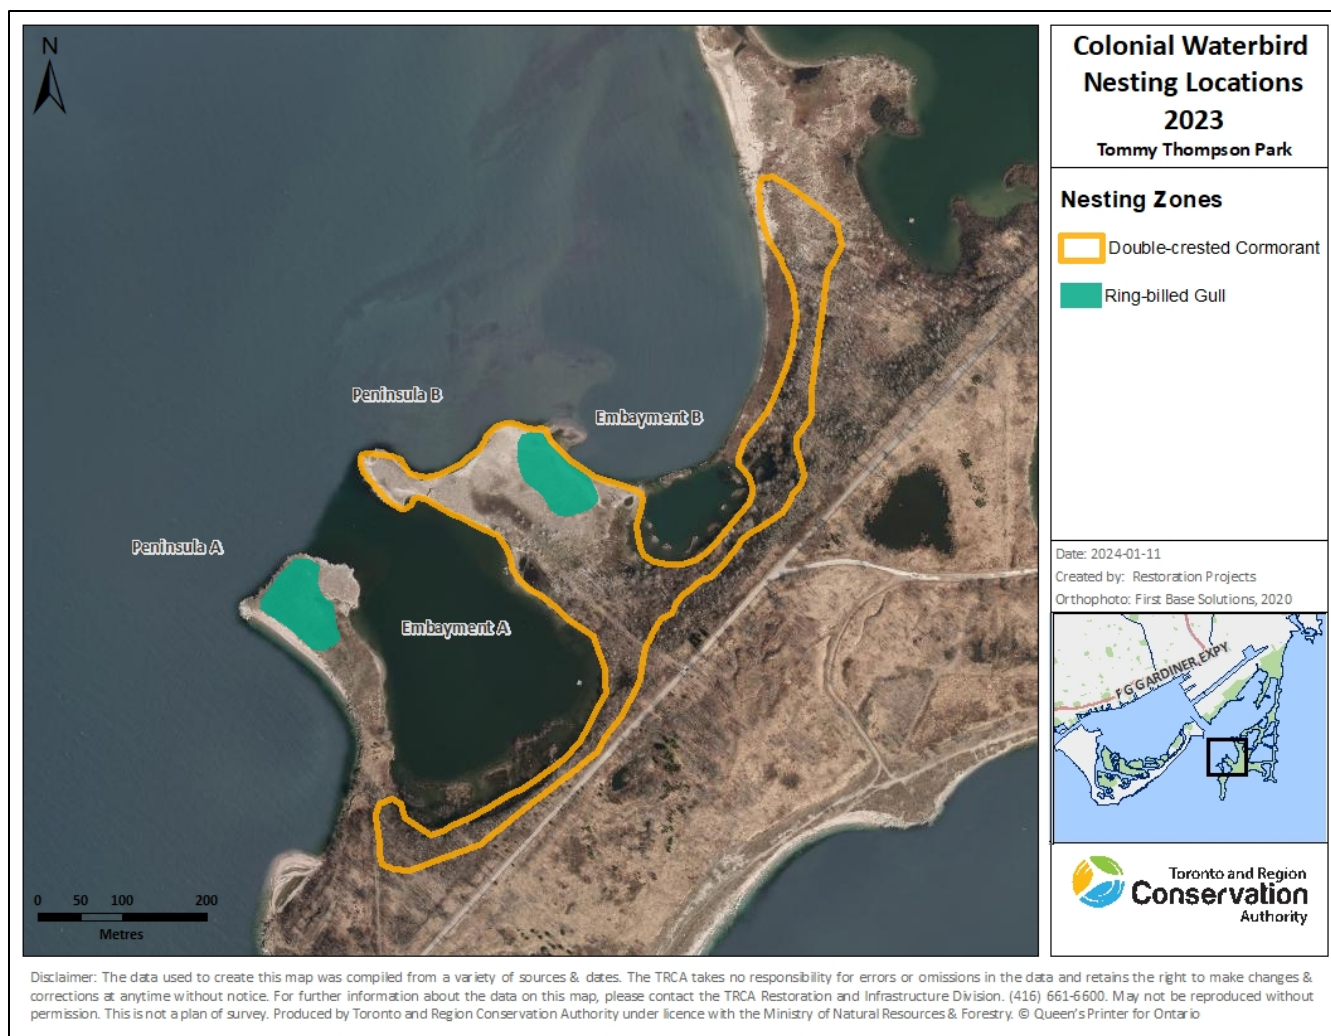 N
Peninsula B
Embayment B
Peninsula A
Embayment A
0 50 100 200
Metres
Colonial Waterbird
Nesting Locations
2023
Tommy Thompson Park
Nesting Zones
Double-crested Cormorant
Ring-billed Gull
Date: 2024-01-11
Created by: Restoration Projects
Orthophoto: First Base Solutions, 2020
F G GARDINER EXPY
Toronto and Region
Conservation
Authority
Disclaimer: The data used to create this map was compiled from a variety of sources & dates. The TRCA takes no responsibility for errors or omissions in the data and retains the right to make changes &
corrections at anytime without notice. For further information about the data on this map, please contact the TRCA Restoration and Infrastructure Division. (416) 661-6600. May not be reproduced without
permission. This is not a plan of survey. Produced by Toronto and Region Conservation Authority under licence with the Ministry of Natural Resources & Forestry. © Queen's Printer for Ontario